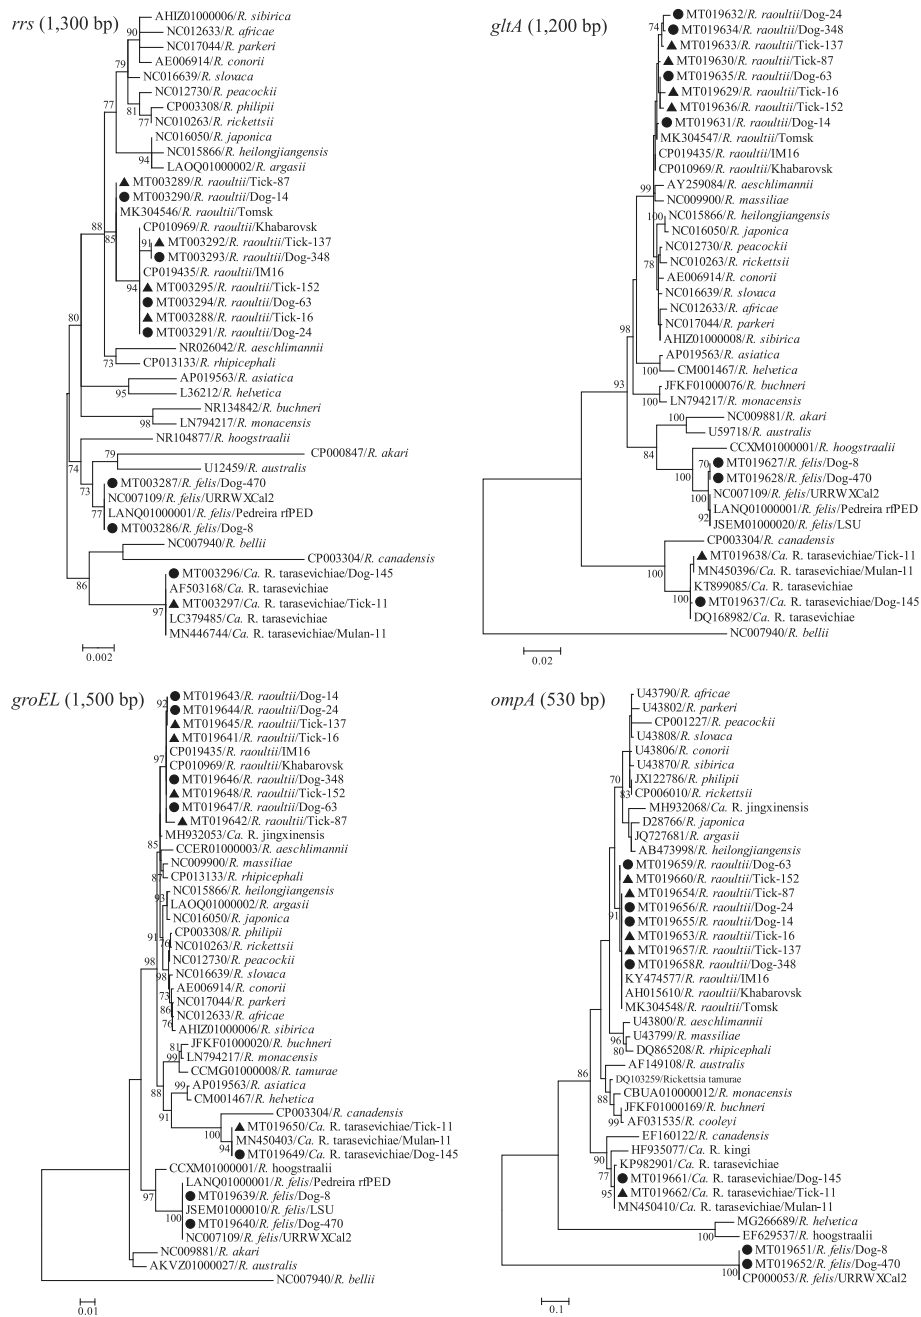 rrs (1,300 bp)
AHIZ01000006/R. sibirica
NC012633/R. africae
NC017044/R. parkeri
AE006914/R. conorii
NC016639/R. slovaca
NC012730/R. peacockii
CP003308/R. philipii
NC010263/R. rickettsii
NC016050/R. japonica
NC015866/R. heilongjiangensis
LAOQ01000002/R. argasii
MT003289/R. raoultii/Tick-87
MT003290/R. raoultii/Dog-14
MK304546/R. raoultii/Tomsk
CP010969/R. raoultii/Khabarovsk
MT003292/R. raoultii/Tick-137
MT003293/R. raoultii/Dog-348
CP019435/R. raoultii/IM16
MT003295/R. raoultii/Tick-152
MT003294/R. raoultii/Dog-63
MT003288/R. raoultii/Tick-16
MT003291/R. raoultii/Dog-24
NR026042/R. aeschlimannii
CP013133/R. rhipicephali
AP019563/R. asiatica
L36212/R. helvetica
NR134842/R. buchneri
LN794217/R. monacensis
NR104877/R. hoogstraalii
CP000847/R. akari
U12459/R. australis
MT003287/R. felis/Dog-470
NC007109/R. felis/URRWXCal2
LANQ01000001/R. felis/Pedreira rfPED
MT003286/R. felis/Dog-8
NC007940/R. bellii
CP003304/R. canadensis
MT003296/Ca. R. tarasevichiae/Dog-145
AF503168/Ca. R. tarasevichiae
MT003297/Ca. R. tarasevichiae/Tick-11
LC379485/Ca. R. tarasevichiae
MN446744/Ca. R. tarasevichiae/Mulan-11
90
79
81
77
77
94
88
85
91
94
80
73
95
98
74
79
73
77
86
97
0.002
gltA (1,200 bp)
MT019632/R. raoultii/Dog-24
MT019634/R. raoultii/Dog-348
MT019633/R. raoultii/Tick-137
MT019630/R. raoultii/Tick-87
MT019635/R. raoultii/Dog-63
MT019629/R. raoultii/Tick-16
MT019636/R. raoultii/Tick-152
MT019631/R. raoultii/Dog-14
MK304547/R. raoultii/Tomsk
CP019435/R. raoultii/IM16
CP010969/R. raoultii/Khabarovsk
AY259084/R. aeschlimannii
NC009900/R. massiliae
NC015866/R. heilongjiangensis
NC016050/R. japonica
NC012730/R. peacockii
NC010263/R. rickettsii
AE006914/R. conorii
NC016639/R. slovaca
NC012633/R. africae
NC017044/R. parkeri
AHIZ01000008/R. sibirica
AP019563/R. asiatica
CM001467/R. helvetica
JFKF01000076/R. buchneri
LN794217/R. monacensis
NC009881/R. akari
U59718/R. australis
CCXM01000001/R. hoogstraalii
MT019627/R. felis/Dog-8
MT019628/R. felis/Dog-470
NC007109/R. felis/URRWXCal2
LANQ01000001/R. felis/Pedreira rfPED
JSEM01000020/R. felis/LSU
CP003304/R. canadensis
MT019638/Ca. R. tarasevichiae/Tick-11
MN450396/Ca. R. tarasevichiae/Mulan-11
KT899085/Ca. R. tarasevichiae
MT019637/Ca. R. tarasevichiae/Dog-145
DQ168982/Ca. R. tarasevichiae
NC007940/R. bellii
74
99
100
78
98
100
93
100
100
84
100
70
100
92
100
100
0.02
groEL (1,500 bp)
MT019643/R. raoultii/Dog-14
MT019644/R. raoultii/Dog-24
MT019645/R. raoultii/Tick-137
MT019641/R. raoultii/Tick-16
CP019435/R. raoultii/IM16
CP010969/R. raoultii/Khabarovsk
MT019646/R. raoultii/Dog-348
MT019648/R. raoultii/Tick-152
MT019647/R. raoultii/Dog-63
MT019642/R. raoultii/Tick-87
MH932053/Ca. R. jingxinensis
CCER01000003/R. aeschlimannii
NC009900/R. massiliae
CP013133/R. rhipicephali
NC015866/R. heilongjiangensis
LAOQ01000002/R. argasii
NC016050/R. japonica
CP003308/R. philipii
NC010263/R. rickettsii
NC012730/R. peacockii
NC016639/R. slovaca
AE006914/R. conorii
NC017044/R. parkeri
NC012633/R. africae
AHIZ01000006/R. sibirica
JFKF01000020/R. buchneri
LN794217/R. monacensis
CCMG01000008/R. tamurae
AP019563/R. asiatica
CM001467/R. helvetica
CP003304/R. canadensis
MT019650/Ca. R. tarasevichiae/Tick-11
MN450403/Ca. R. tarasevichiae/Mulan-11
MT019649/Ca. R. tarasevichiae/Dog-145
CCXM01000001/R. hoogstraalii
LANQ01000001/R. felis/Pedreira rfPED
MT019639/R. felis/Dog-8
JSEM01000010/R. felis/LSU
MT019640/R. felis/Dog-470
NC007109/R. felis/URRWXCal2
NC009881/R. akari
AKVZ01000027/R. australis
NC007940/R. bellii
92
97
85
87
93
91
76
98
98
73
86
76
81
99
88
99
91
100
94
97
100
0.01
ompA (530 bp)
U43790/R. africae
U43802/R. parkeri
CP001227/R. peacockii
U43808/R. slovaca
U43806/R. conorii
U43870/R. sibirica
JX122786/R. philipii
CP006010/R. rickettsii
MH932068/Ca. R. jingxinensis
D28766/R. japonica
JQ727681/R. argasii
AB473998/R. heilongjiangensis
MT019659/R. raoultii/Dog-63
MT019660/R. raoultii/Tick-152
MT019654/R. raoultii/Tick-87
MT019656/R. raoultii/Dog-24
MT019655/R. raoultii/Dog-14
MT019653/R. raoultii/Tick-16
MT019657/R. raoultii/Tick-137
MT019658R. raoultii/Dog-348
KY474577/R. raoultii/IM16
AH015610/R. raoultii/Khabarovsk
MK304548/R. raoultii/Tomsk
U43800/R. aeschlimannii
U43799/R. massiliae
DQ865208/R. rhipicephali
AF149108/R. australis
DQ103259/Rickettsia tamurae
CBUA010000012/R. monacensis
JFKF01000169/R. buchneri
AF031535/R. cooleyi
EF160122/R. canadensis
HF935077/Ca. R. kingi
KP982901/Ca. R. tarasevichiae
MT019661/Ca. R. tarasevichiae/Dog-145
MT019662/Ca. R. tarasevichiae/Tick-11
MN450410/Ca. R. tarasevichiae/Mulan-11
MG266689/R. helvetica
EF629537/R. hoogstraalii
MT019651/R. felis/Dog-8
MT019652/R. felis/Dog-470
CP000053/R. felis/URRWXCal2
70
83
91
96
80
86
88
99
90
77
95
100
100
0.1